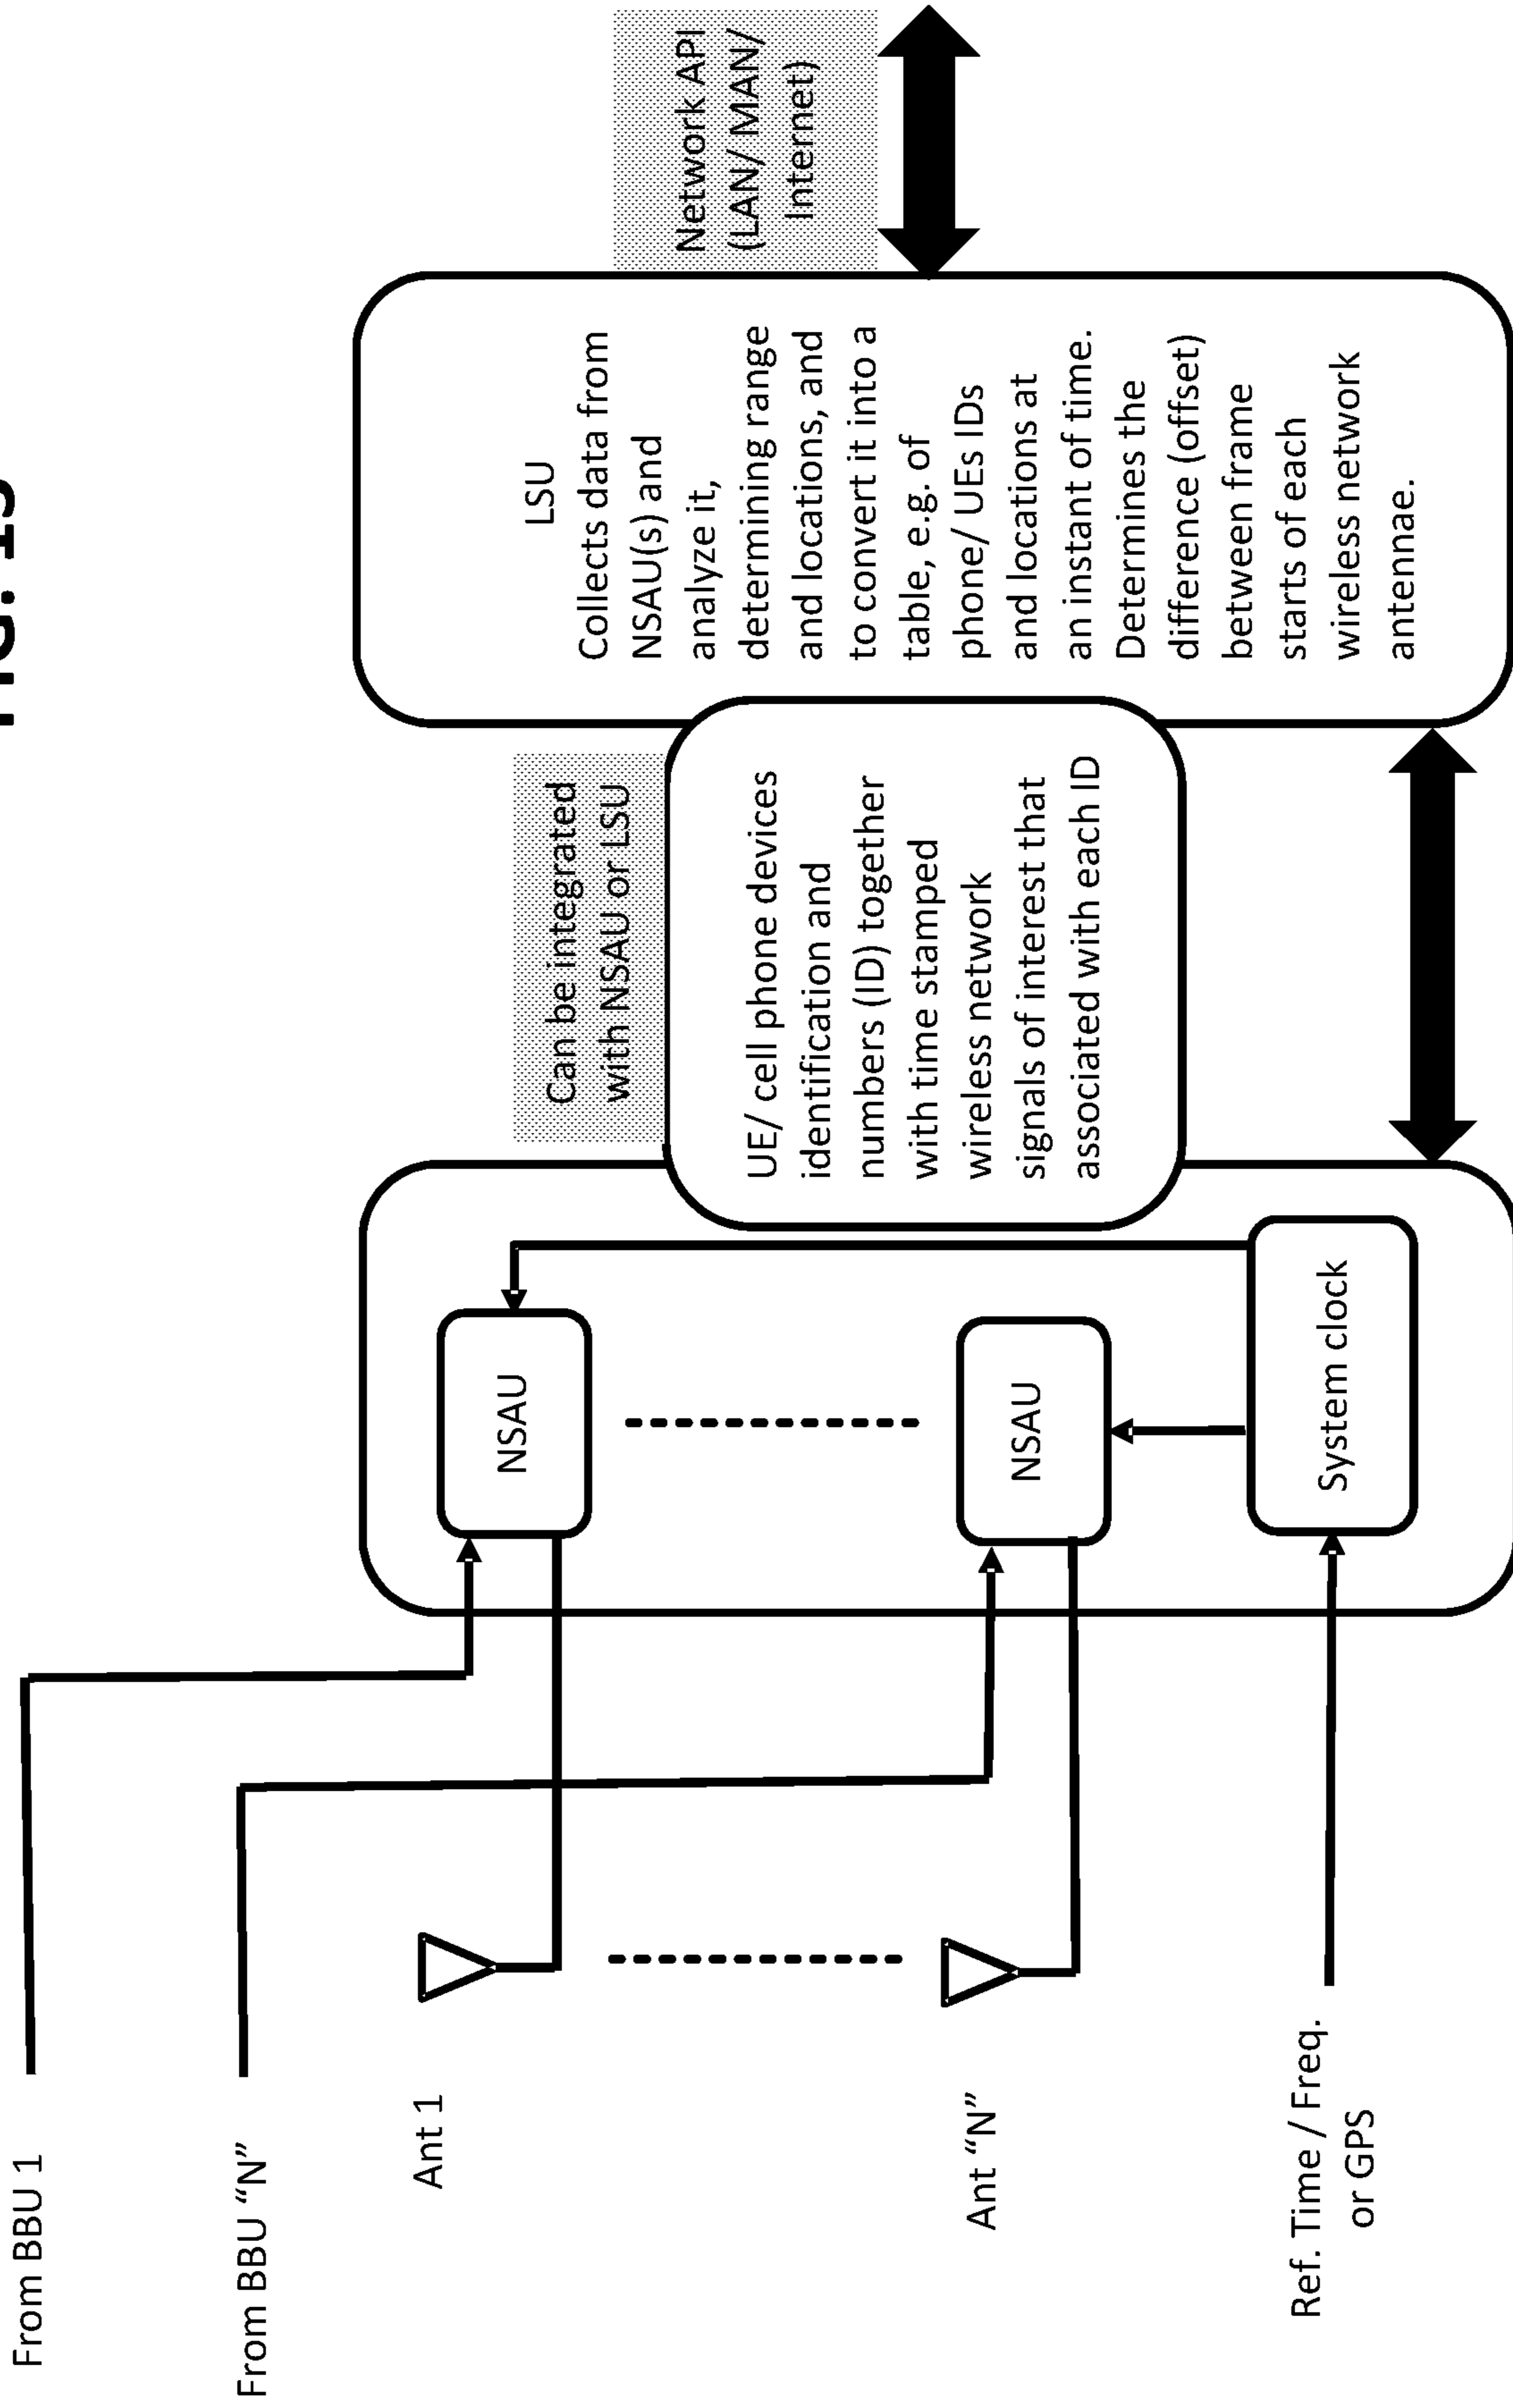 FIG.
From BBU 1
From BBU “N”
Ant 1
Ant “N”
Ref. Time / Freq.
or GPS
NSAU
NSAU
System clock
Can be integrated
with NSAU or LSU
UE/ cell phone devices
identification and
numbers (ID) together
with time stamped
wireless network
signals of interest that
associated with each ID
LSU
Collects data from
NSAU(s) and
analyze it,
determining range
and locations, and
to convert it into a
table, e.g. of
phone/ UEs IDs
and locations at
an instant of time.
Determines the
difference (offset)
between frame
starts of each
wireless network
antennae.
Network API
(LAN/ MAN/
Internet)